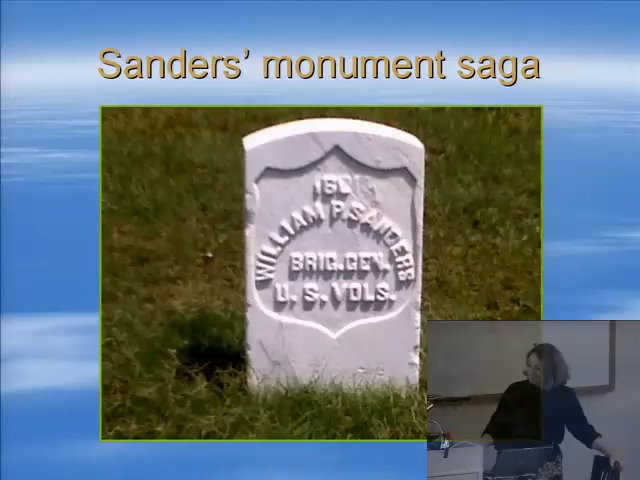 Sanders' monument saga
WILLIAM P. SANDERS
BRIG. GEN.
U. S. VOLS.